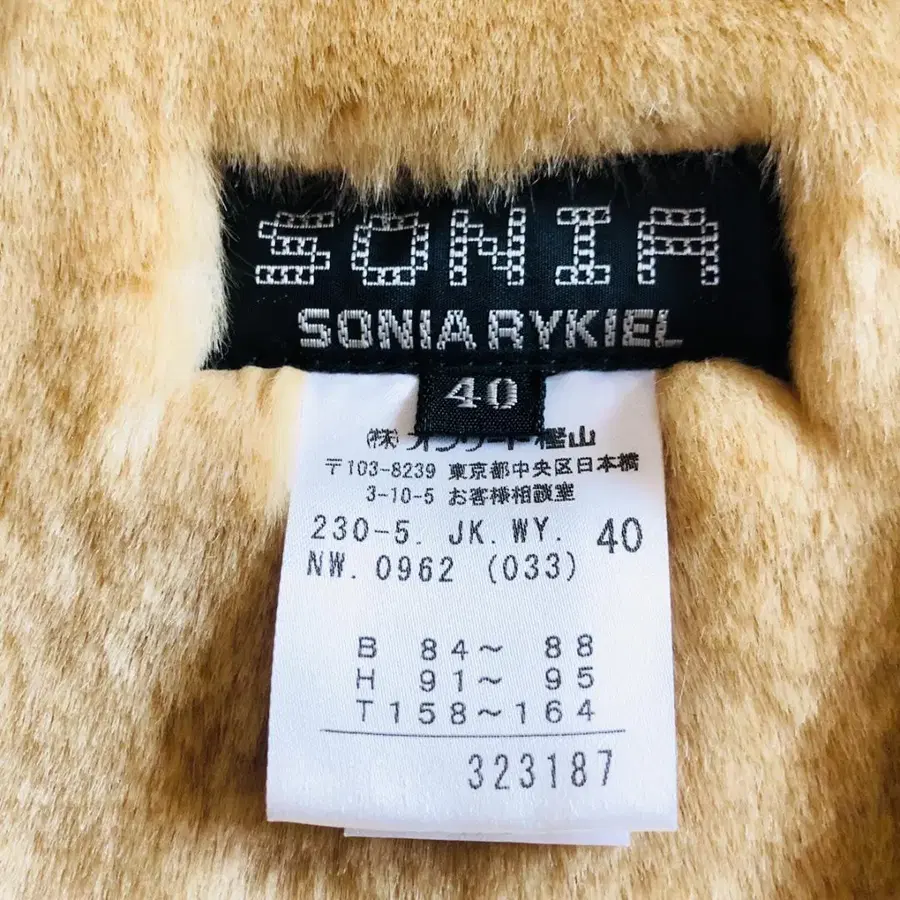 SONIA
SONIA RYKIEL
40
㈱オンワード樫山
〒103-8239 東京都中央区日本橋
3-10-5 お客様相談室
230-5. JK. WY. 40
NW. 0962 (033)
B 84～ 88
H 91～ 95
T158～164
323187